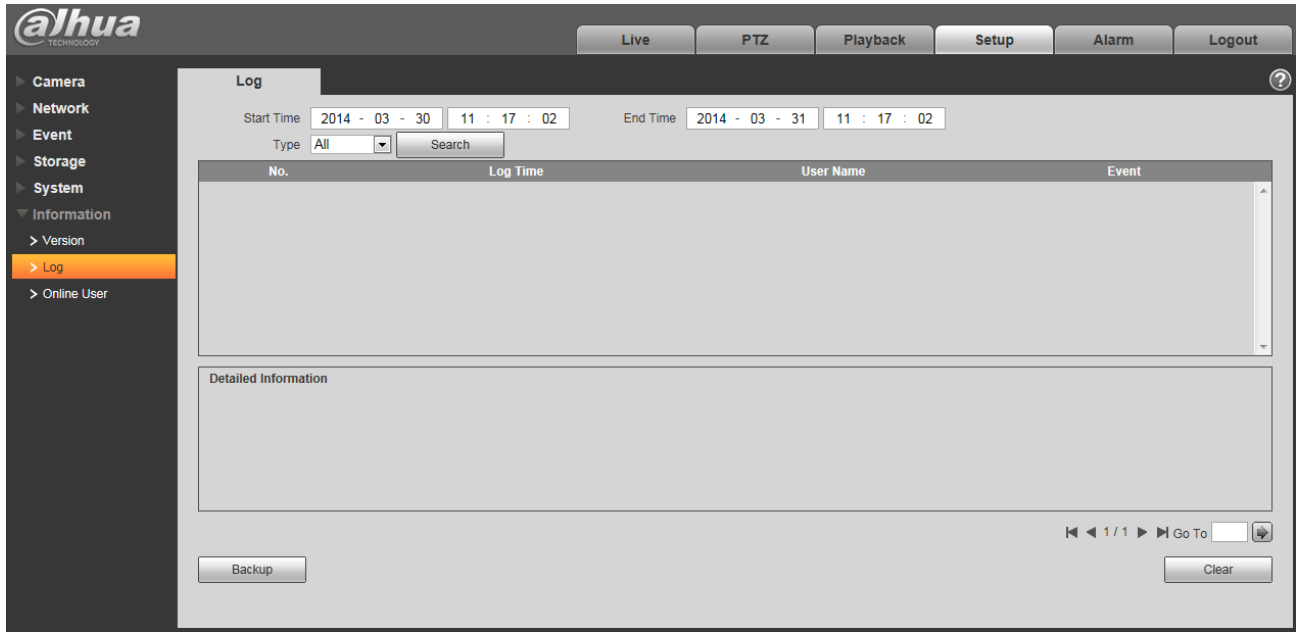 alhua
TECHNOLOGY
Live PTZ Playback Setup Alarm Logout
Camera
Network
Event
Storage
System
Information
> Version
> Log
> Online User
Log ?
Start Time 2014 - 03 - 30 11 : 17 : 02 End Time 2014 - 03 - 31 11 : 17 : 02
Type All Search
No. Log Time User Name Event
Detailed Information
1 / 1 Go To
Backup Clear